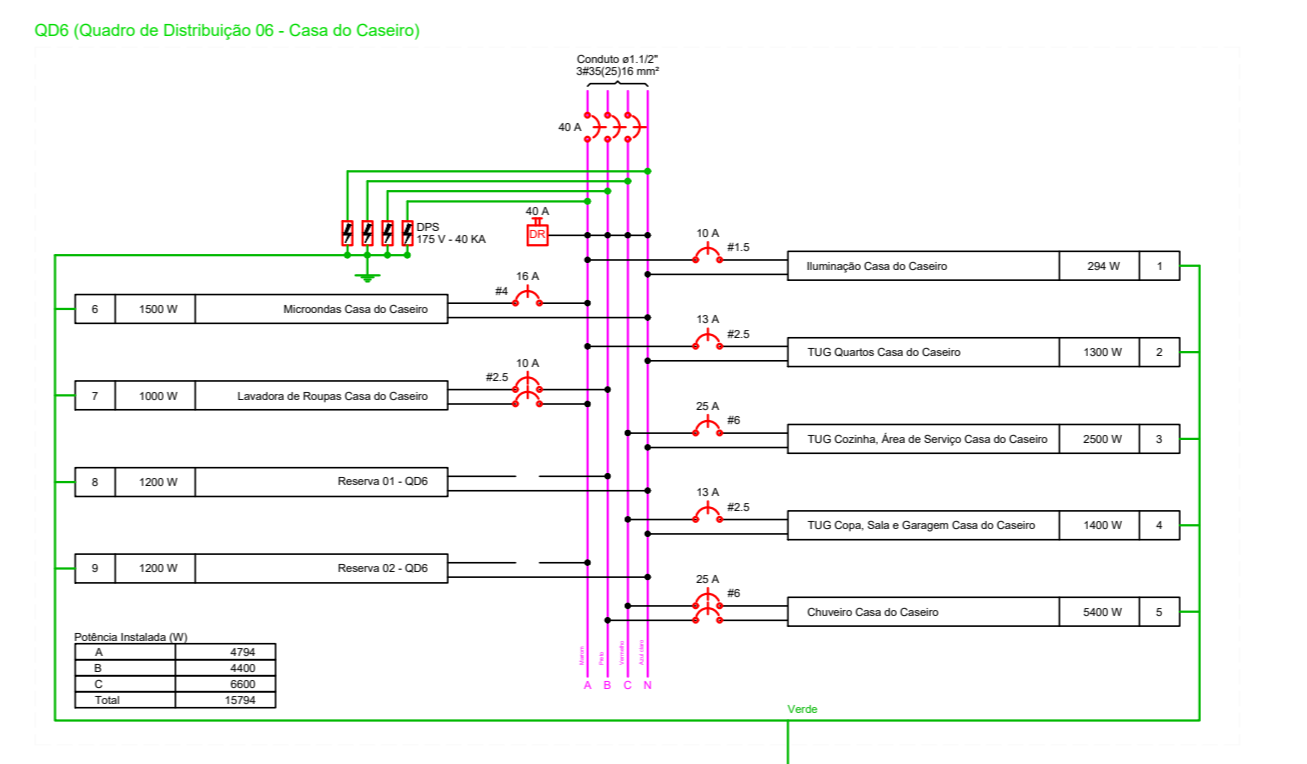 QD6 (Quadro de Distribuição 06 - Casa do Caseiro)
Conduto ø1.1/2"
3#35(25)16 mm²
40 A
DPS
175 V - 40 KA
40 A
DR
10 A
#1.5
Iluminação Casa do Caseiro 294 W 1
16 A
#4
6 1500 W Microondas Casa do Caseiro
13 A
#2.5
TUG Quartos Casa do Caseiro 1300 W 2
10 A
#2.5
7 1000 W Lavadora de Roupas Casa do Caseiro
25 A
#6
TUG Cozinha, Área de Serviço Casa do Caseiro 2500 W 3
8 1200 W Reserva 01 - QD6
13 A
#2.5
TUG Copa, Sala e Garagem Casa do Caseiro 1400 W 4
9 1200 W Reserva 02 - QD6
25 A
#6
Chuveiro Casa do Caseiro 5400 W 5
Potência Instalada (W)
A 4794
B 4400
C 6600
Total 15794
Marrom
Preto
Vermelho
Azul claro
A B C N
Verde